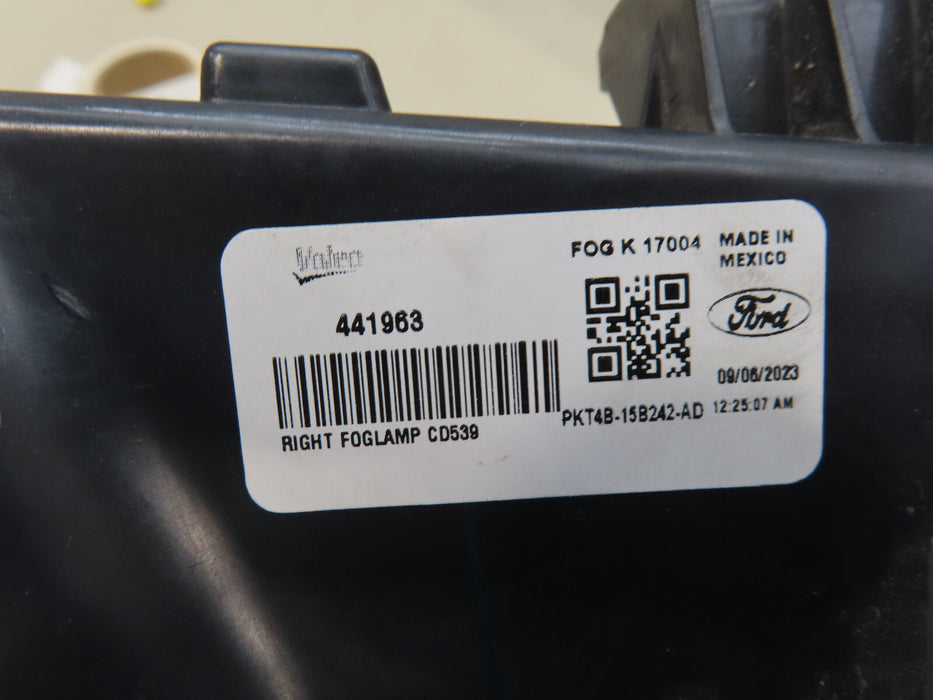 Valeo
FOG K 17004
MADE IN
MEXICO
Ford
441963
09/06/2023
PKT4B-15B242-AD
12:25:07 AM
RIGHT FOGLAMP CD539